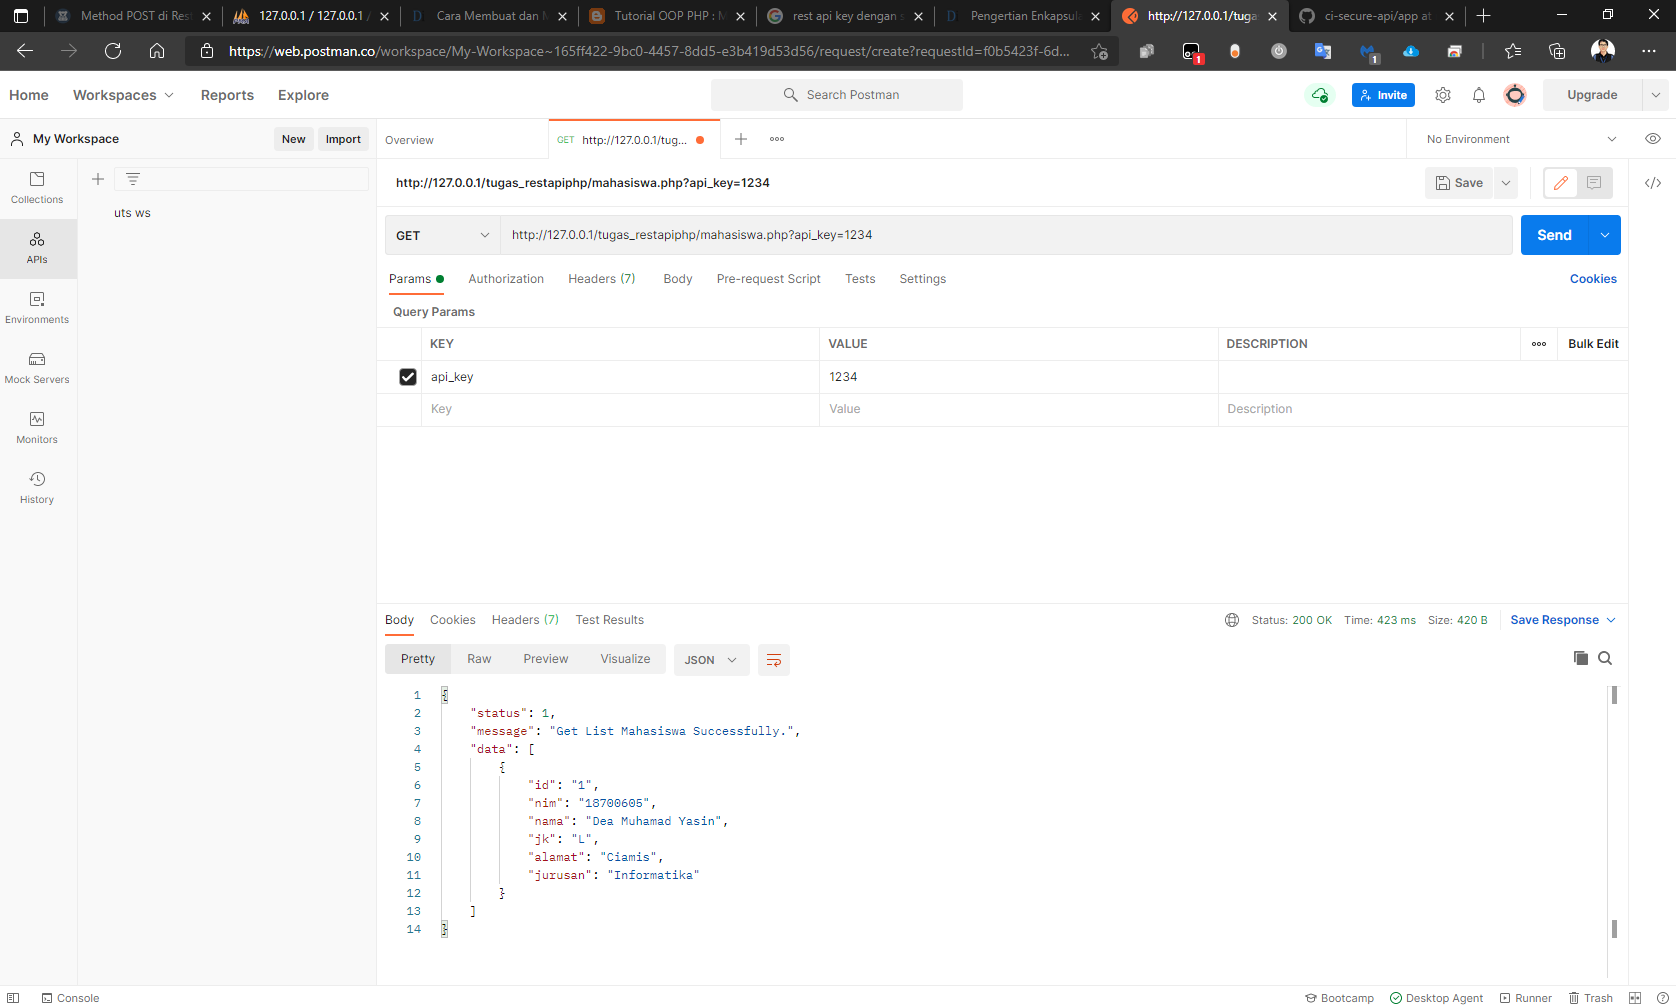 Method POST di Res
127.0.0.1 / 127.0.0.1 /
Cara Membuat dan M
Tutorial OOP PHP : M
rest api key dengan s
Pengertian Enkapsula
http://127.0.0.1/tuga
ci-secure-api/app at
https://web.postman.co/workspace/My-Workspace~165ff422-9bc0-4457-8dd5-e3b419d53d56/request/create?requestId=f0b5423f-6d...
1
1
Home
Workspaces
Reports
Explore
Search Postman
Invite
Upgrade
My Workspace
New
Import
Overview
GET http://127.0.0.1/tug...
No Environment
Collections
uts ws
APIs
Environments
Mock Servers
Monitors
History
http://127.0.0.1/tugas_restapiphp/mahasiswa.php?api_key=1234
Save
</>
GET
http://127.0.0.1/tugas_restapiphp/mahasiswa.php?api_key=1234
Send
Params
Authorization
Headers (7)
Body
Pre-request Script
Tests
Settings
Cookies
Query Params
KEY VALUE DESCRIPTION
Bulk Edit
api_key 1234
Key Value Description
Body
Cookies
Headers (7)
Test Results
Status: 200 OK
Time: 423 ms
Size: 420 B
Save Response
Pretty
Raw
Preview
Visualize
JSON
1 {
2 "status": 1,
3 "message": "Get List Mahasiswa Successfully.",
4 "data": [
5 {
6 "id": "1",
7 "nim": "18700605",
8 "nama": "Dea Muhamad Yasin",
9 "jk": "L",
10 "alamat": "Ciamis",
11 "jurusan": "Informatika"
12 }
13 ]
14 }
Console
Bootcamp
Desktop Agent
Runner
Trash